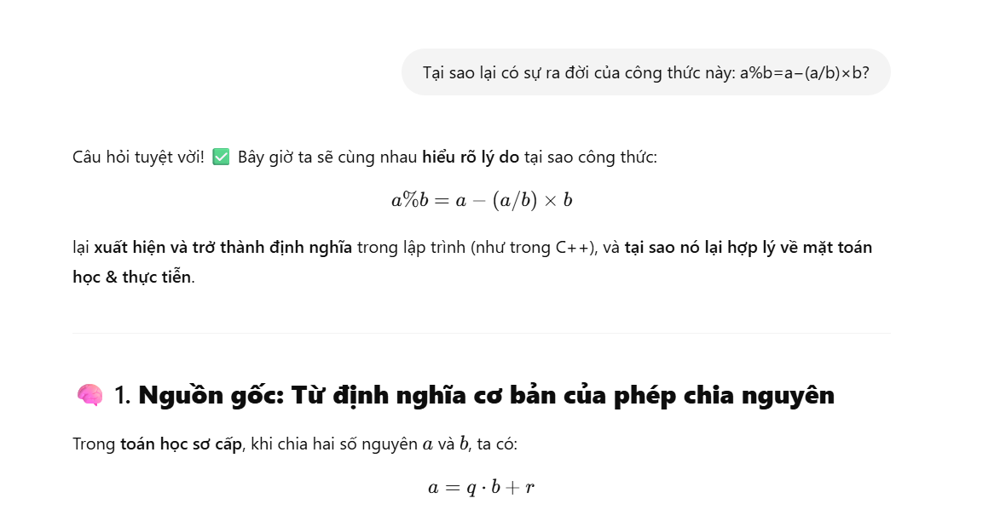 Tại sao lại có sự ra đời của công thức này: a%b=a−(a/b)×b?
Câu hỏi tuyệt vời! ✅ Bây giờ ta sẽ cùng nhau hiểu rõ lý do tại sao công thức:
a%b = a − (a/b) × b
lại xuất hiện và trở thành định nghĩa trong lập trình (như trong C++), và tại sao nó lại hợp lý về mặt toán
học & thực tiễn.
🧠 1. Nguồn gốc: Từ định nghĩa cơ bản của phép chia nguyên
Trong toán học sơ cấp, khi chia hai số nguyên a và b, ta có:
a = q · b + r